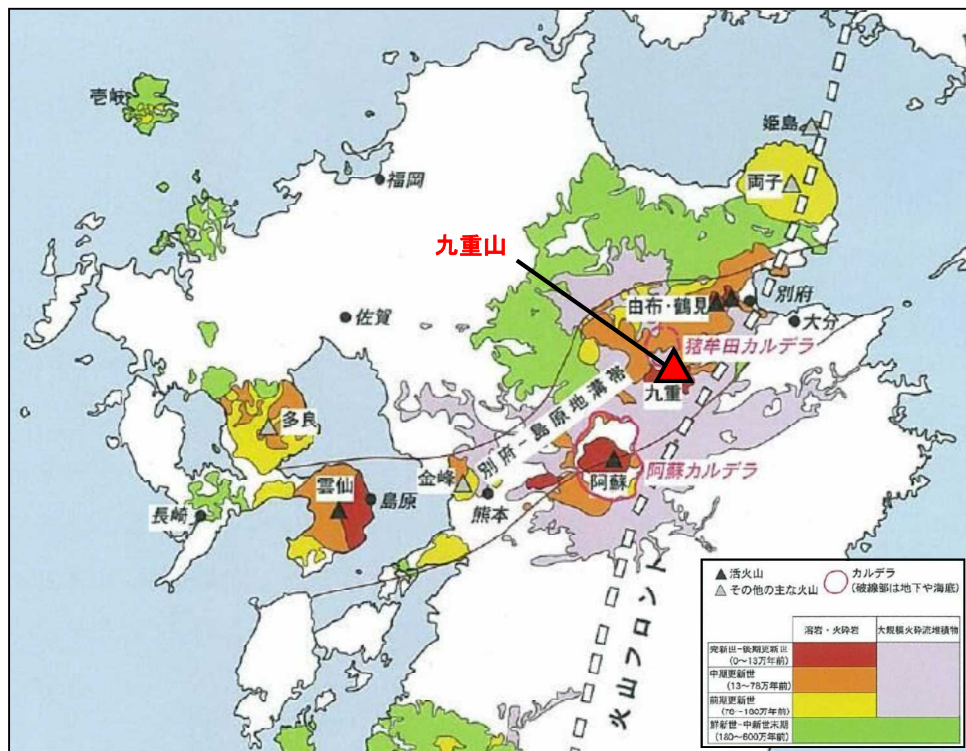 壱岐
福岡
姫島
両子
九重山
由布・鶴見
別府
大分
佐賀
猪牟田カルデラ
九重
別府－島原地溝帯
多良
金峰
阿蘇
阿蘇カルデラ
雲仙
島原
熊本
長崎
火山フロント
▲活火山
△その他の主な火山
カルデラ
(破線部は地下や海底)
溶岩・火砕岩
大規模火砕流堆積物
完新世-後期更新世
(0～13万年前)
中期更新世
(13～78万年前)
前期更新世
(78～180万年前)
鮮新世-中新世末期
(180～600万年前)